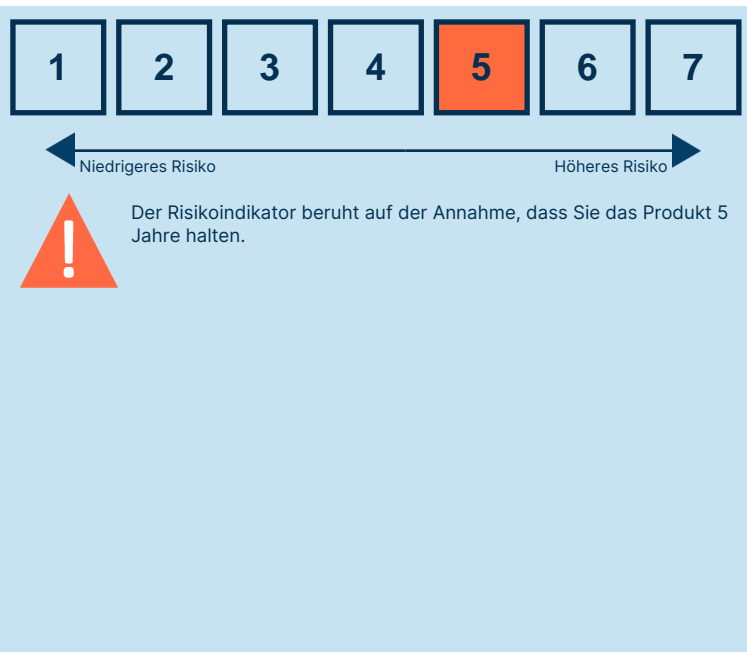 1 2 3 4 5 6 7
Niedrigeres Risiko Höheres Risiko
!
Der Risikoindikator beruht auf der Annahme, dass Sie das Produkt 5
Jahre halten.